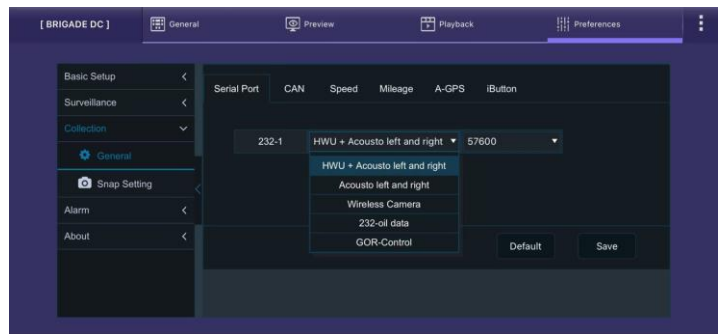 [ BRIGADE DC ] General Preview Playback Preferences
Basic Setup
Surveillance
Collection
General
Snap Setting
Alarm
About
Serial Port CAN Speed Mileage A-GPS iButton
232-1 HWU + Acousto left and right 57600
HWU + Acousto left and right
Acousto left and right
Wireless Camera
232-oil data
GOR-Control
Default Save